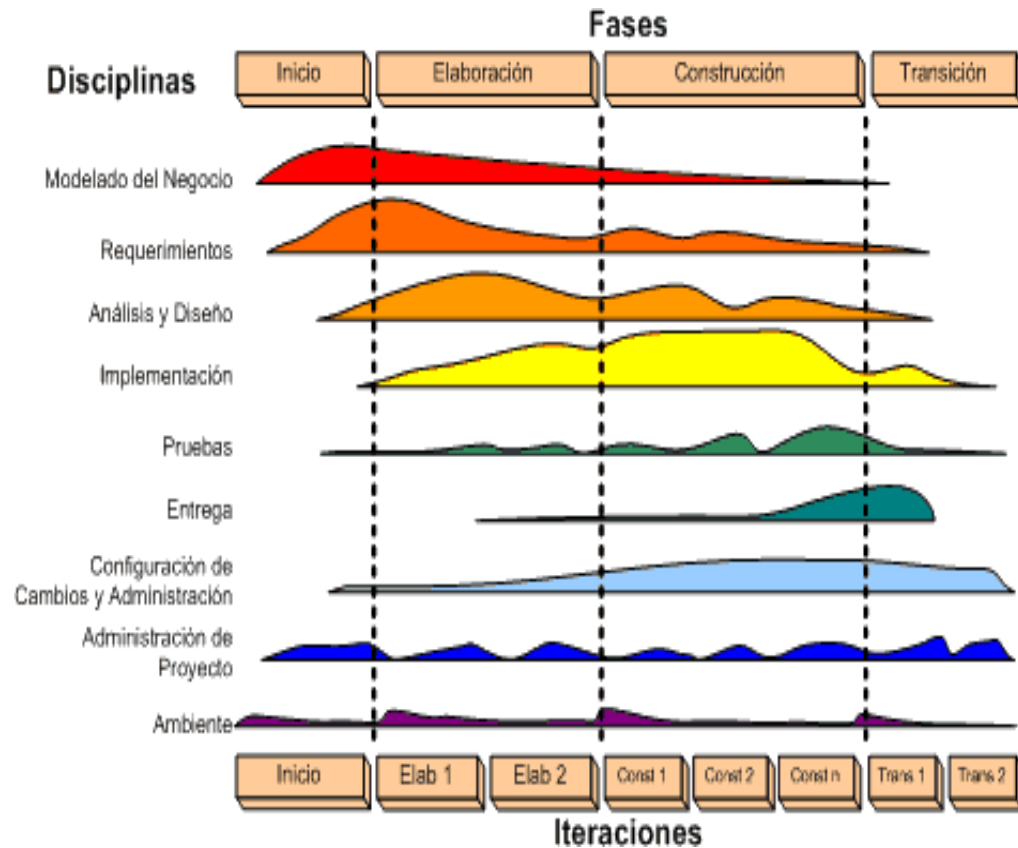 Fases
Disciplinas
Inicio
Elaboración
Construcción
Transición
Modelado del Negocio
Requerimientos
Análisis y Diseño
Implementación
Pruebas
Entrega
Configuración de
Cambios y Administración
Administración de
Proyecto
Ambiente
Inicio
Elab 1
Elab 2
Const 1
Const 2
Const n
Trans 1
Trans 2
Iteraciones